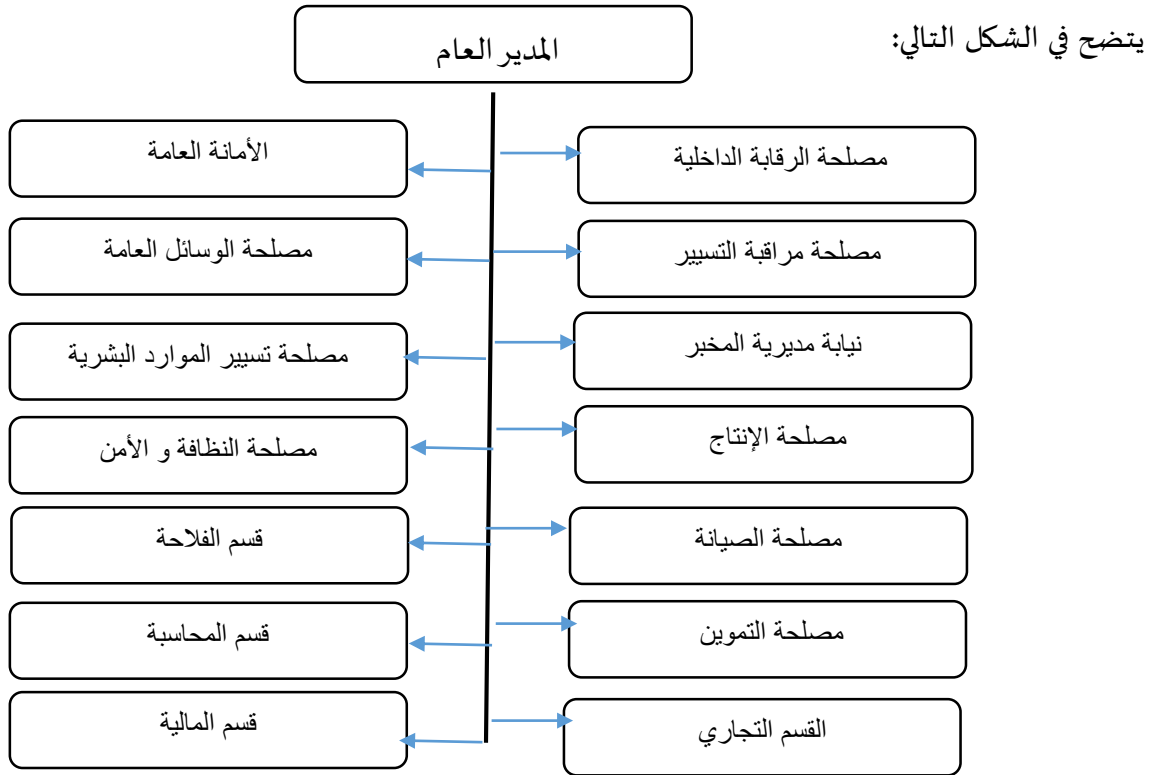 يتضح في الشكل التالي:
المدير العام
مصلحة الرقابة الداخلية
الأمانة العامة
مصلحة مراقبة التسيير
مصلحة الوسائل العامة
نيابة مديرية المخبر
مصلحة تسيير الموارد البشرية
مصلحة الإنتاج
مصلحة النظافة و الأمن
مصلحة الصيانة
قسم الفلاحة
مصلحة التموين
قسم المحاسبة
القسم التجاري
قسم المالية